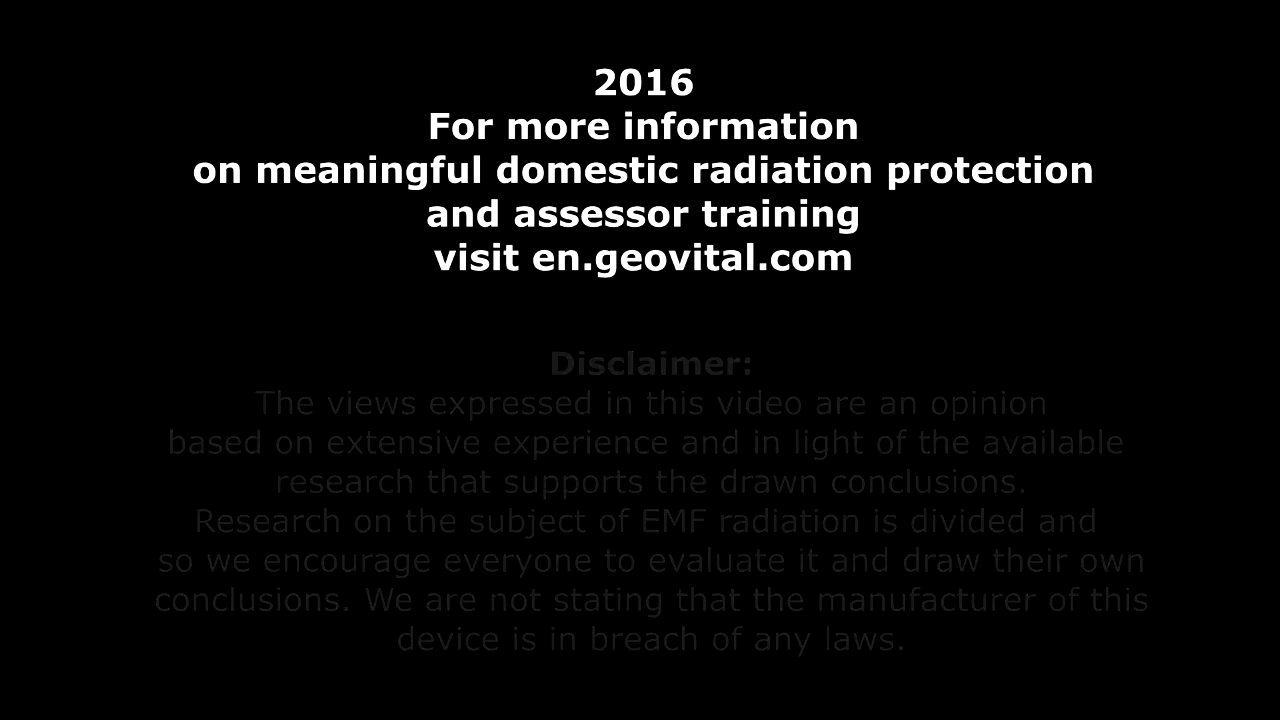 2016
For more information
on meaningful domestic radiation protection
and assessor training
visit en.geovital.com
Disclaimer:
The views expressed in this video are an opinion
based on extensive experience and in light of the available
research that supports the drawn conclusions.
Research on the subject of EMF radiation is divided and
so we encourage everyone to evaluate it and draw their own
conclusions. We are not stating that the manufacturer of this
device is in breach of any laws.